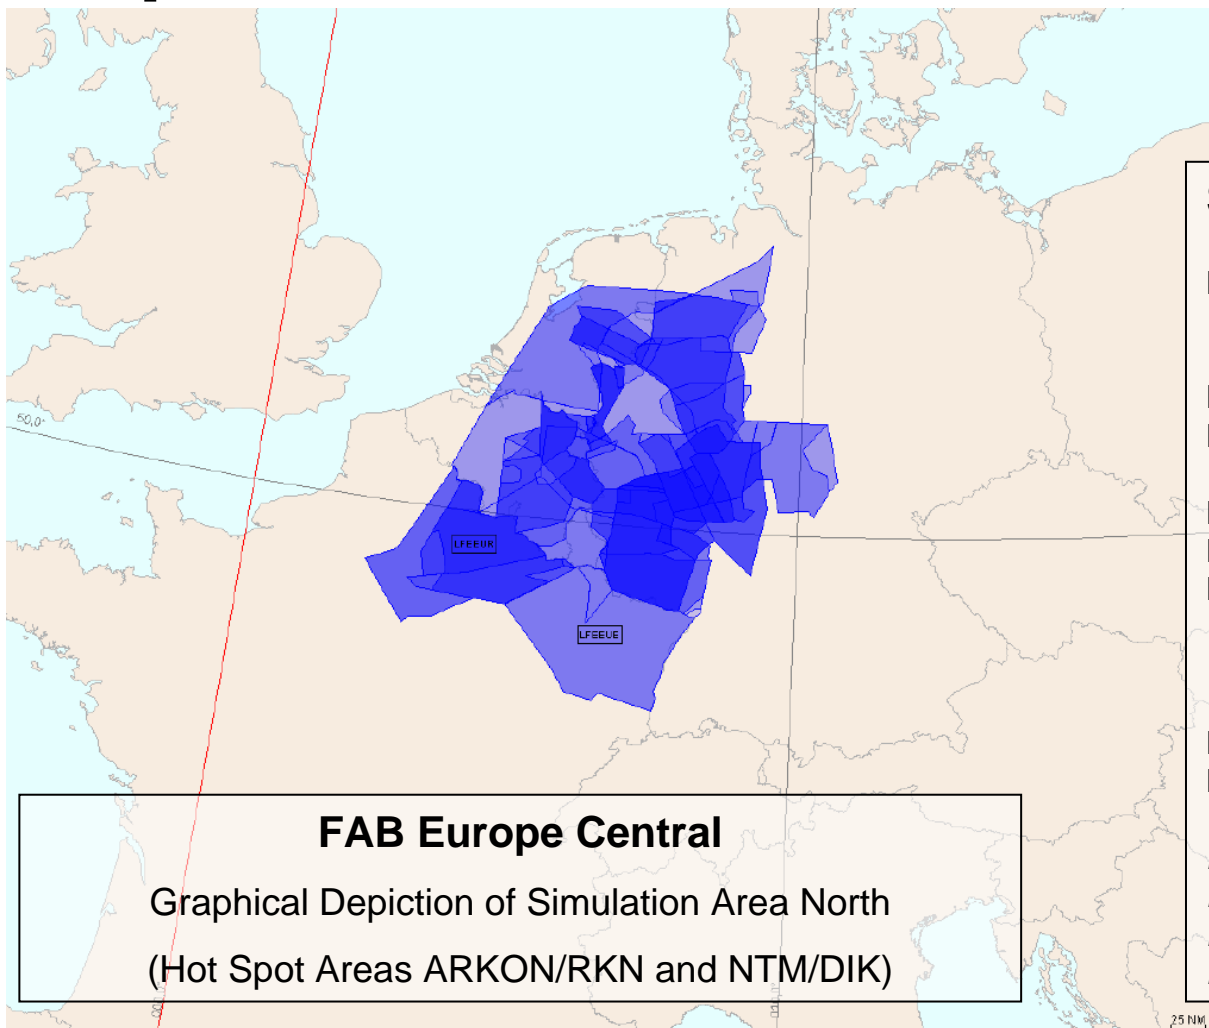 50.0°
LFEEUR
LFEEUE
FAB Europe Central
Graphical Depiction of Simulation Area North
(Hot Spot Areas ARKON/RKN and NTM/DIK)
25 NM